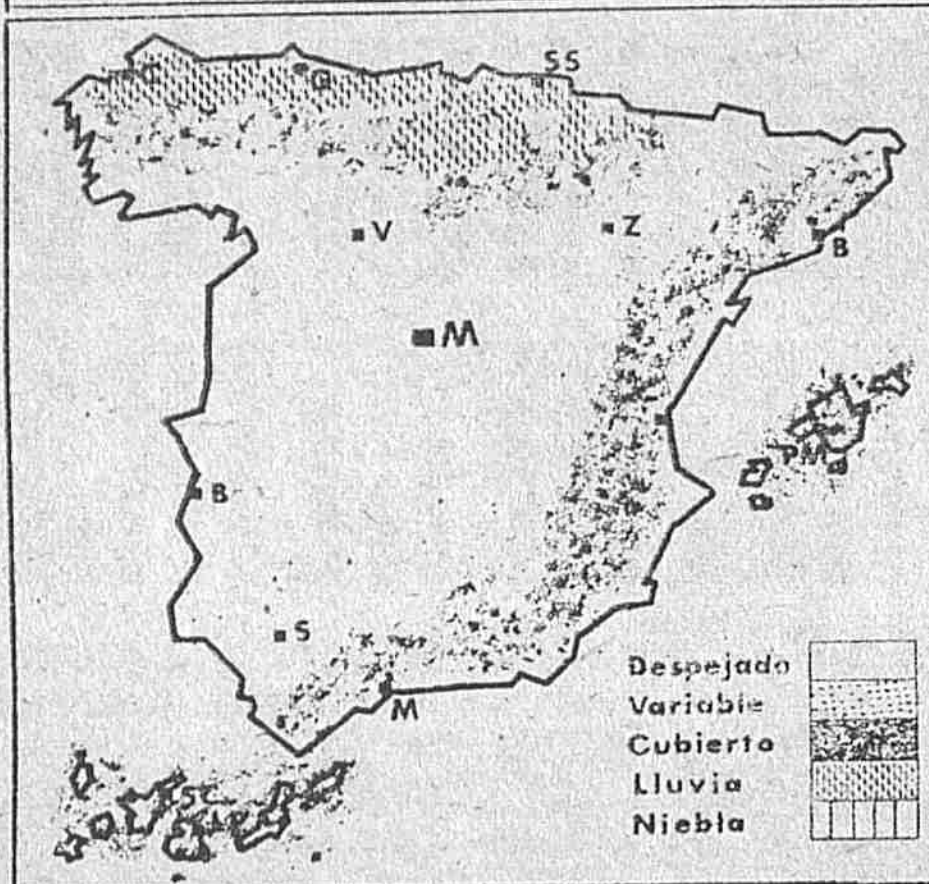 G
SS
V
Z
B
M
PM
B
S
M
SC
Despejado
Variable
Cubierto
Lluvia
Niebla